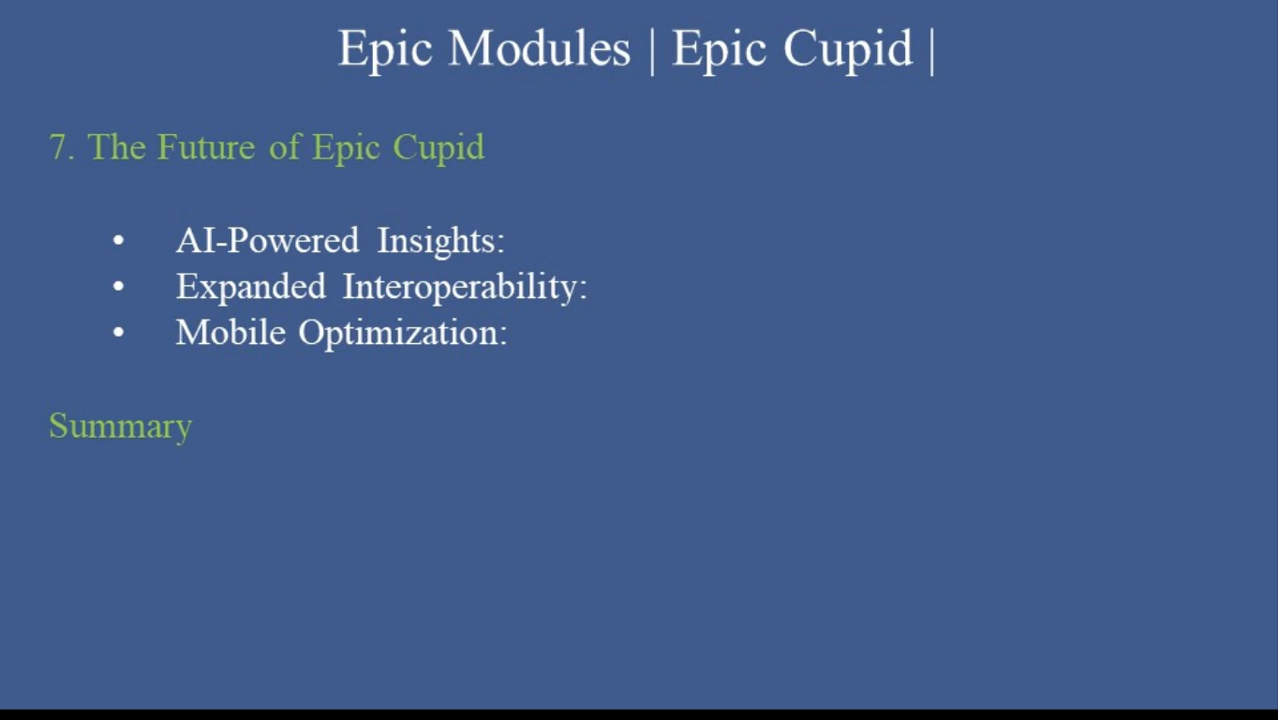 Epic Modules | Epic Cupid |
7. The Future of Epic Cupid
• AI-Powered Insights:
• Expanded Interoperability:
• Mobile Optimization:
Summary